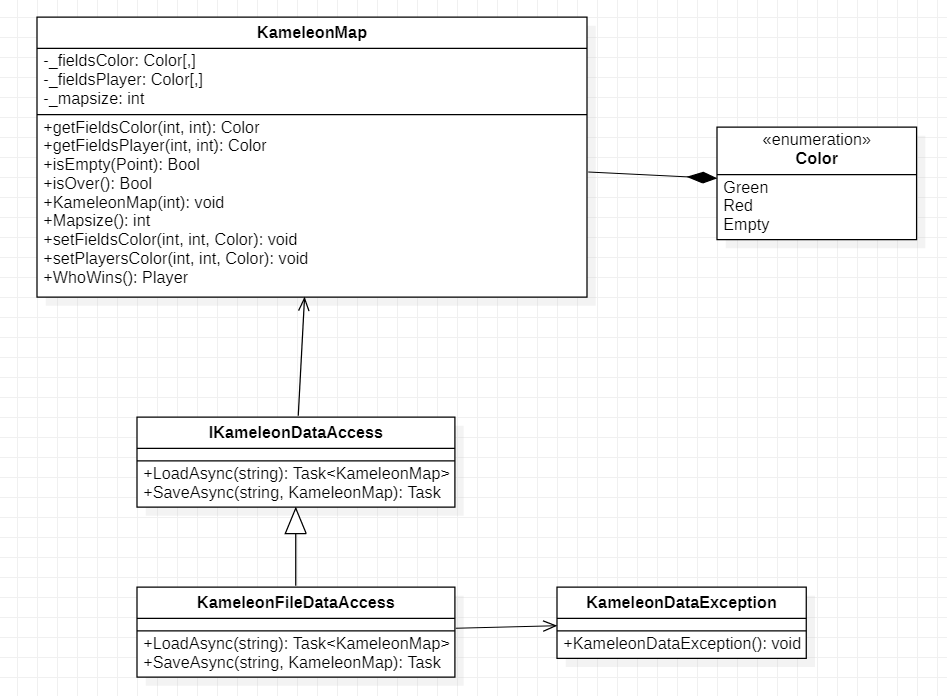 KameleonMap
-_fieldsColor: Color[,]
-_fieldsPlayer: Color[,]
-_mapsize: int
+getFieldsColor(int, int): Color
+getFieldsPlayer(int, int): Color
+isEmpty(Point): Bool
+isOver(): Bool
+KameleonMap(int): void
+Mapsize(): int
+setFieldsColor(int, int, Color): void
+setPlayersColor(int, int, Color): void
+WhoWins(): Player
«enumeration»
Color
Green
Red
Empty
IKameleonDataAccess
+LoadAsync(string): Task<KameleonMap>
+SaveAsync(string, KameleonMap): Task
KameleonFileDataAccess
+LoadAsync(string): Task<KameleonMap>
+SaveAsync(string, KameleonMap): Task
KameleonDataException
+KameleonDataException(): void